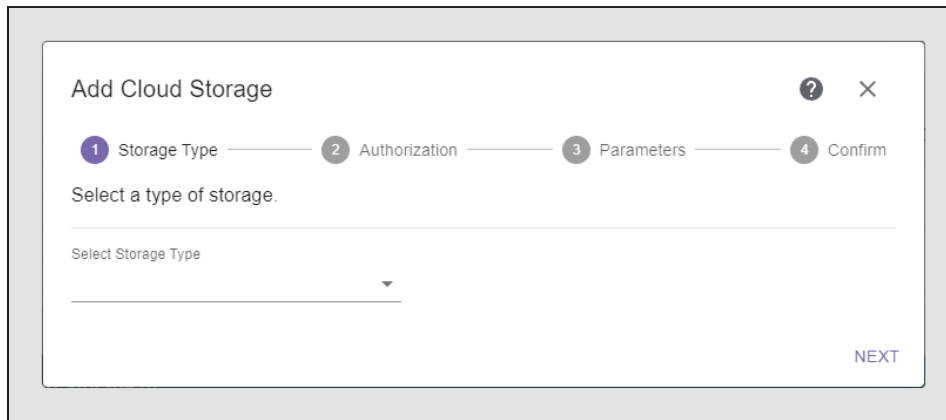 Add Cloud Storage ?
1 Storage Type 2 Authorization 3 Parameters 4 Confirm
Select a type of storage.
Select Storage Type
NEXT